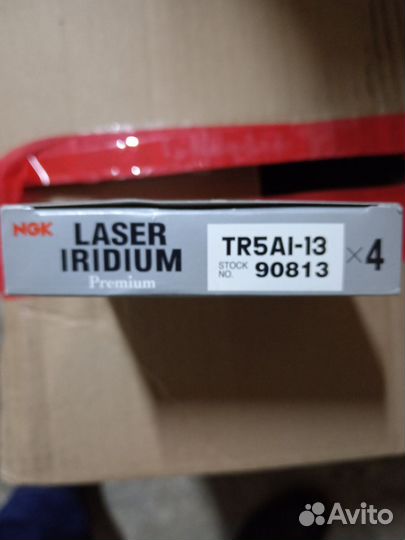 NGK
LASER
IRIDIUM
Premium
TR5AI-13
STOCK NO. 90813
×4
Avito